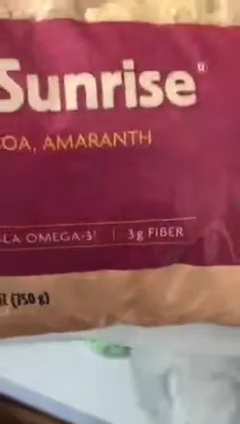 Sunrise®
OA, AMARANTH
LA OMEGA-3† | 3g FIBER
(750 g)